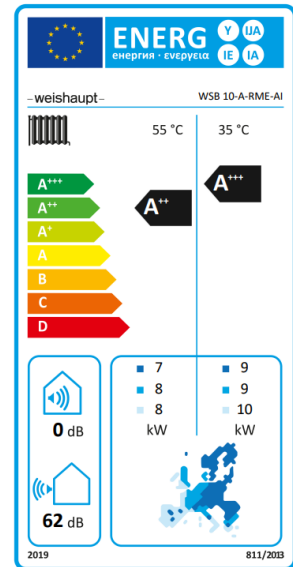 ENERG Y IJA
енергия · ενεργεια IE IA
-weishaupt- WSB 10-A-RME-AI
55 °C 35 °C
A+++ A+++
A++ A++
A+
A
B
C
D
7 9
8 9
8 10
kW kW
0 dB
62 dB
2019 811/2013